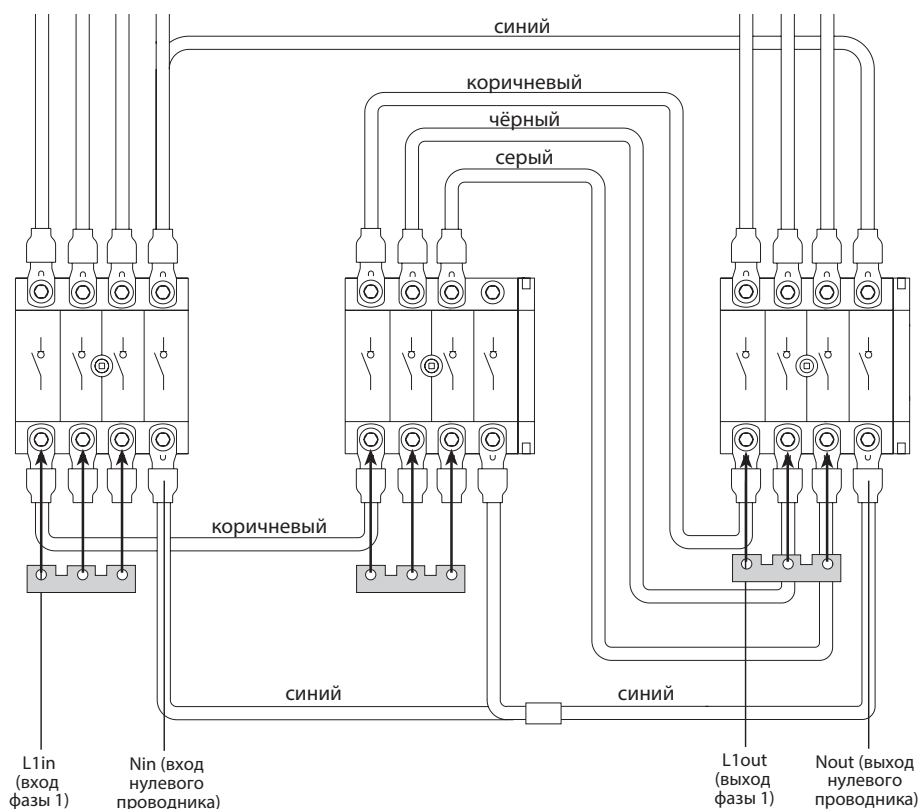 синий
коричневый
чёрный
серый
коричневый
синий
синий
L1in
(вход
фазы 1)
Nin (вход
нулевого
проводника)
L1out
(выход
фазы 1)
Nout (выход
нулевого
проводника)